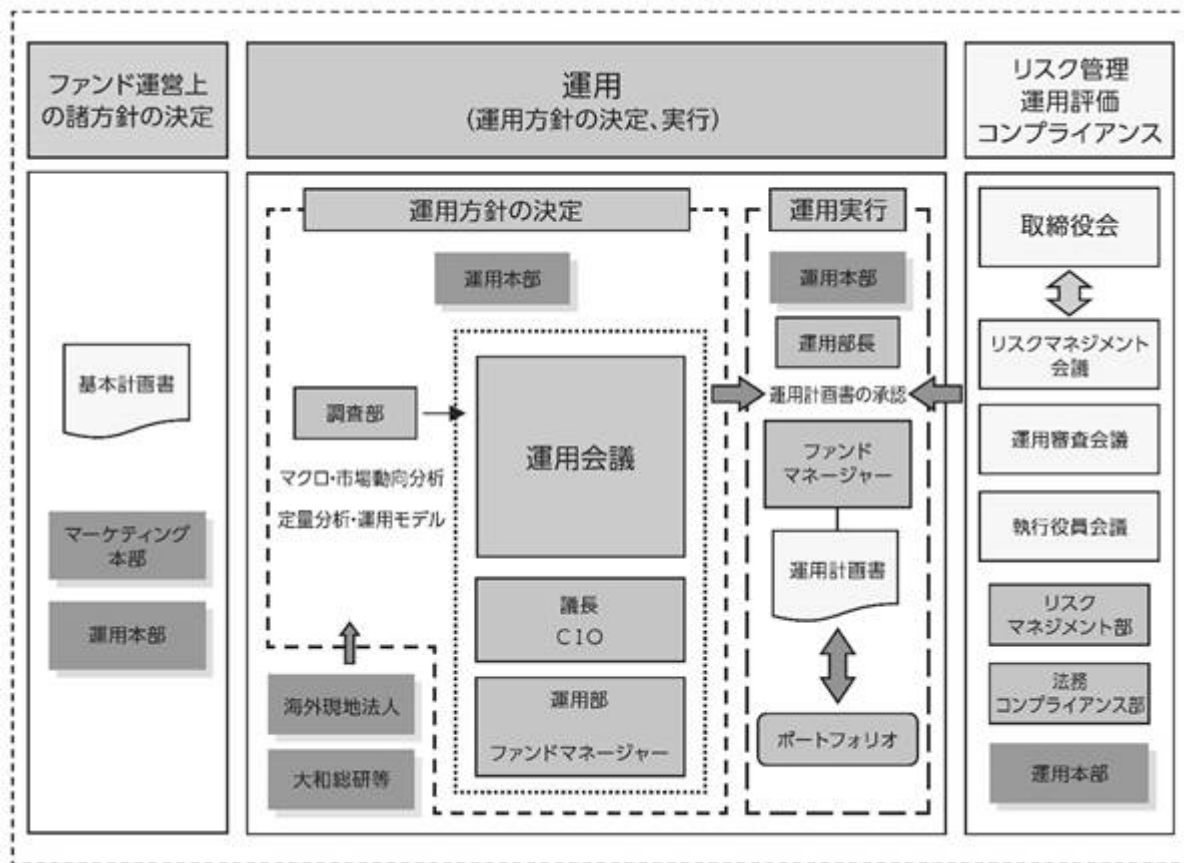 ファンド運営上
の諸方針の決定
運用
(運用方針の決定、実行)
リスク管理
運用評価
コンプライアンス
基本計画書
マーケティング
本部
運用本部
運用方針の決定
運用本部
調査部
マクロ・市場動向分析
定量分析・運用モデル
運用会議
議長
CIO
運用部
ファンドマネージャー
海外現地法人
大和総研等
運用実行
運用本部
運用部長
運用計画書の承認
ファンド
マネージャー
運用計画書
ポートフォリオ
取締役会
リスクマネジメント
会議
運用審査会議
執行役員会議
リスク
マネジメント部
法務
コンプライアンス部
運用本部